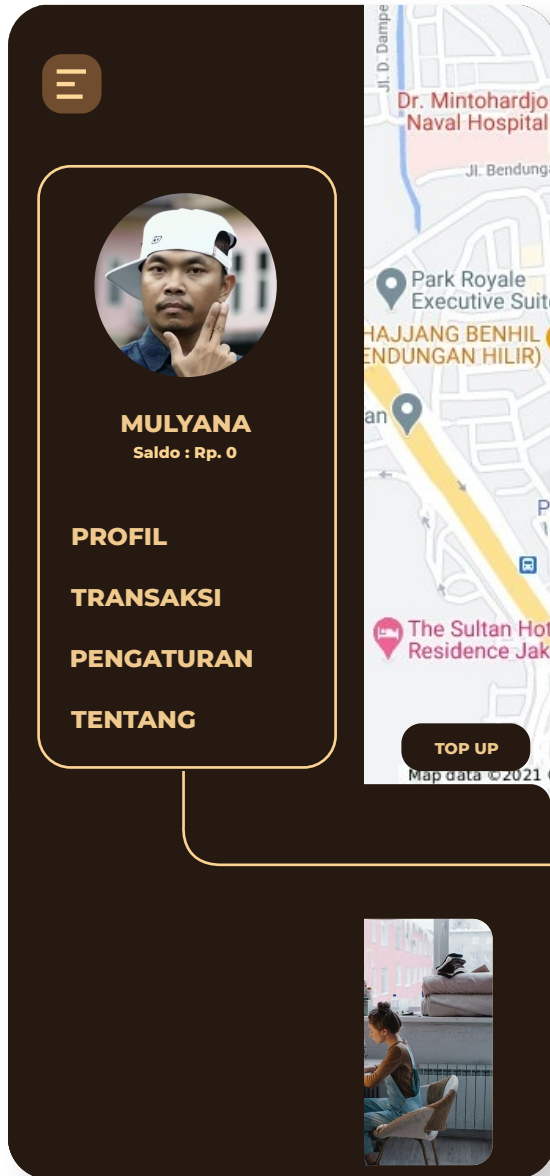 MULYANA
Saldo : Rp. 0
PROFIL
TRANSAKSI
PENGATURAN
TENTANG
Jl. D. Dampe
Dr. Mintohardjo
Naval Hospital
Jl. Bendunga
Park Royale
Executive Suite
HAJJANG BENHIL
ENDUNGAN HILIR)
an
P
The Sultan Hot
Residence Jak
TOP UP
Map data ©2021